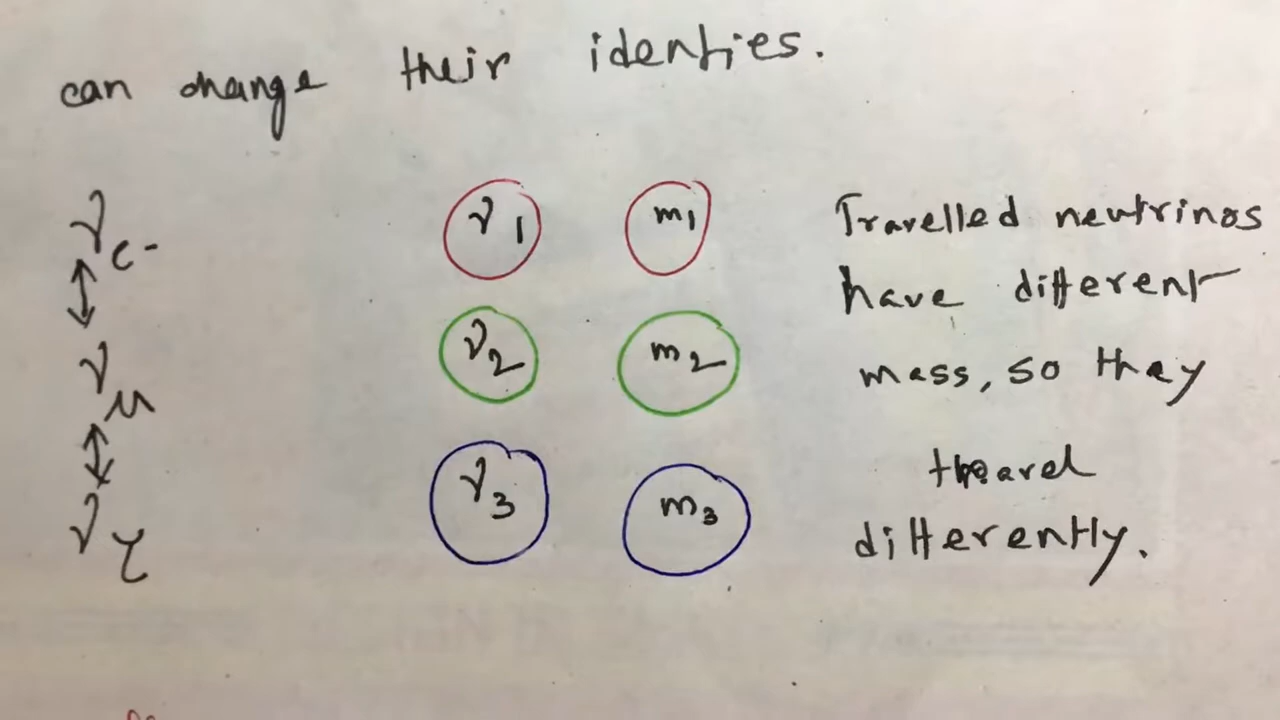 can change their identies.
νe-
ν1 m1 Travelled neutrinos
have different
ν2 m2 mass, so they
νμ
ν3 m3
differently.
ντ